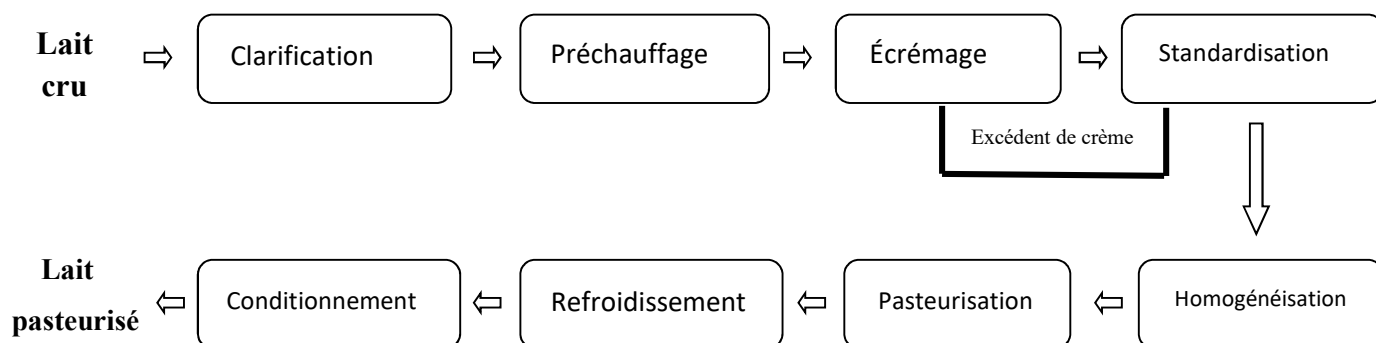 Lait
cru
Clarification
Préchauffage
Écrémage
Standardisation
Excédent de crème
Lait
pasteurisé
Conditionnement
Refroidissement
Pasteurisation
Homogénéisation